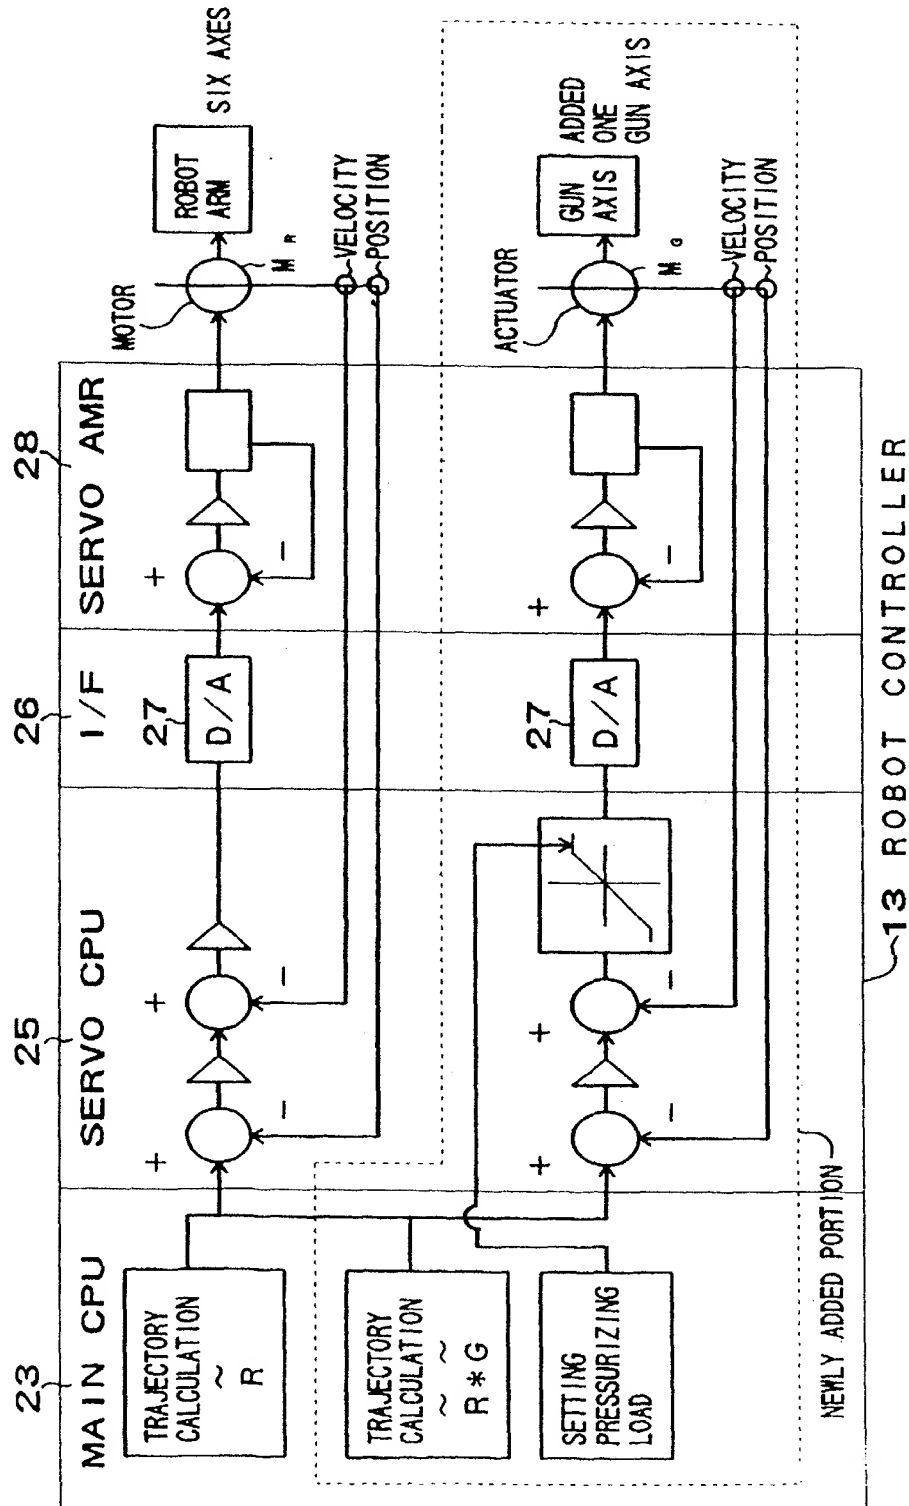 23 25 26 28
MAIN CPU SERVO CPU I/F SERVO AMR
TRAJECTORY
CALCULATION
~
R
+
−
+
−
27
D/A
+
−
MOTOR
M R
ROBOT
ARM
SIX AXES
VELOCITY
POSITION
TRAJECTORY
CALCULATION
~ ~
R*G
SETTING
PRESSURIZING
LOAD
+
−
+
−
27
D/A
+
−
ACTUATOR
M G
GUN
AXIS
ADDED
ONE
GUN AXIS
VELOCITY
POSITION
NEWLY ADDED PORTION
13 ROBOT CONTROLLER